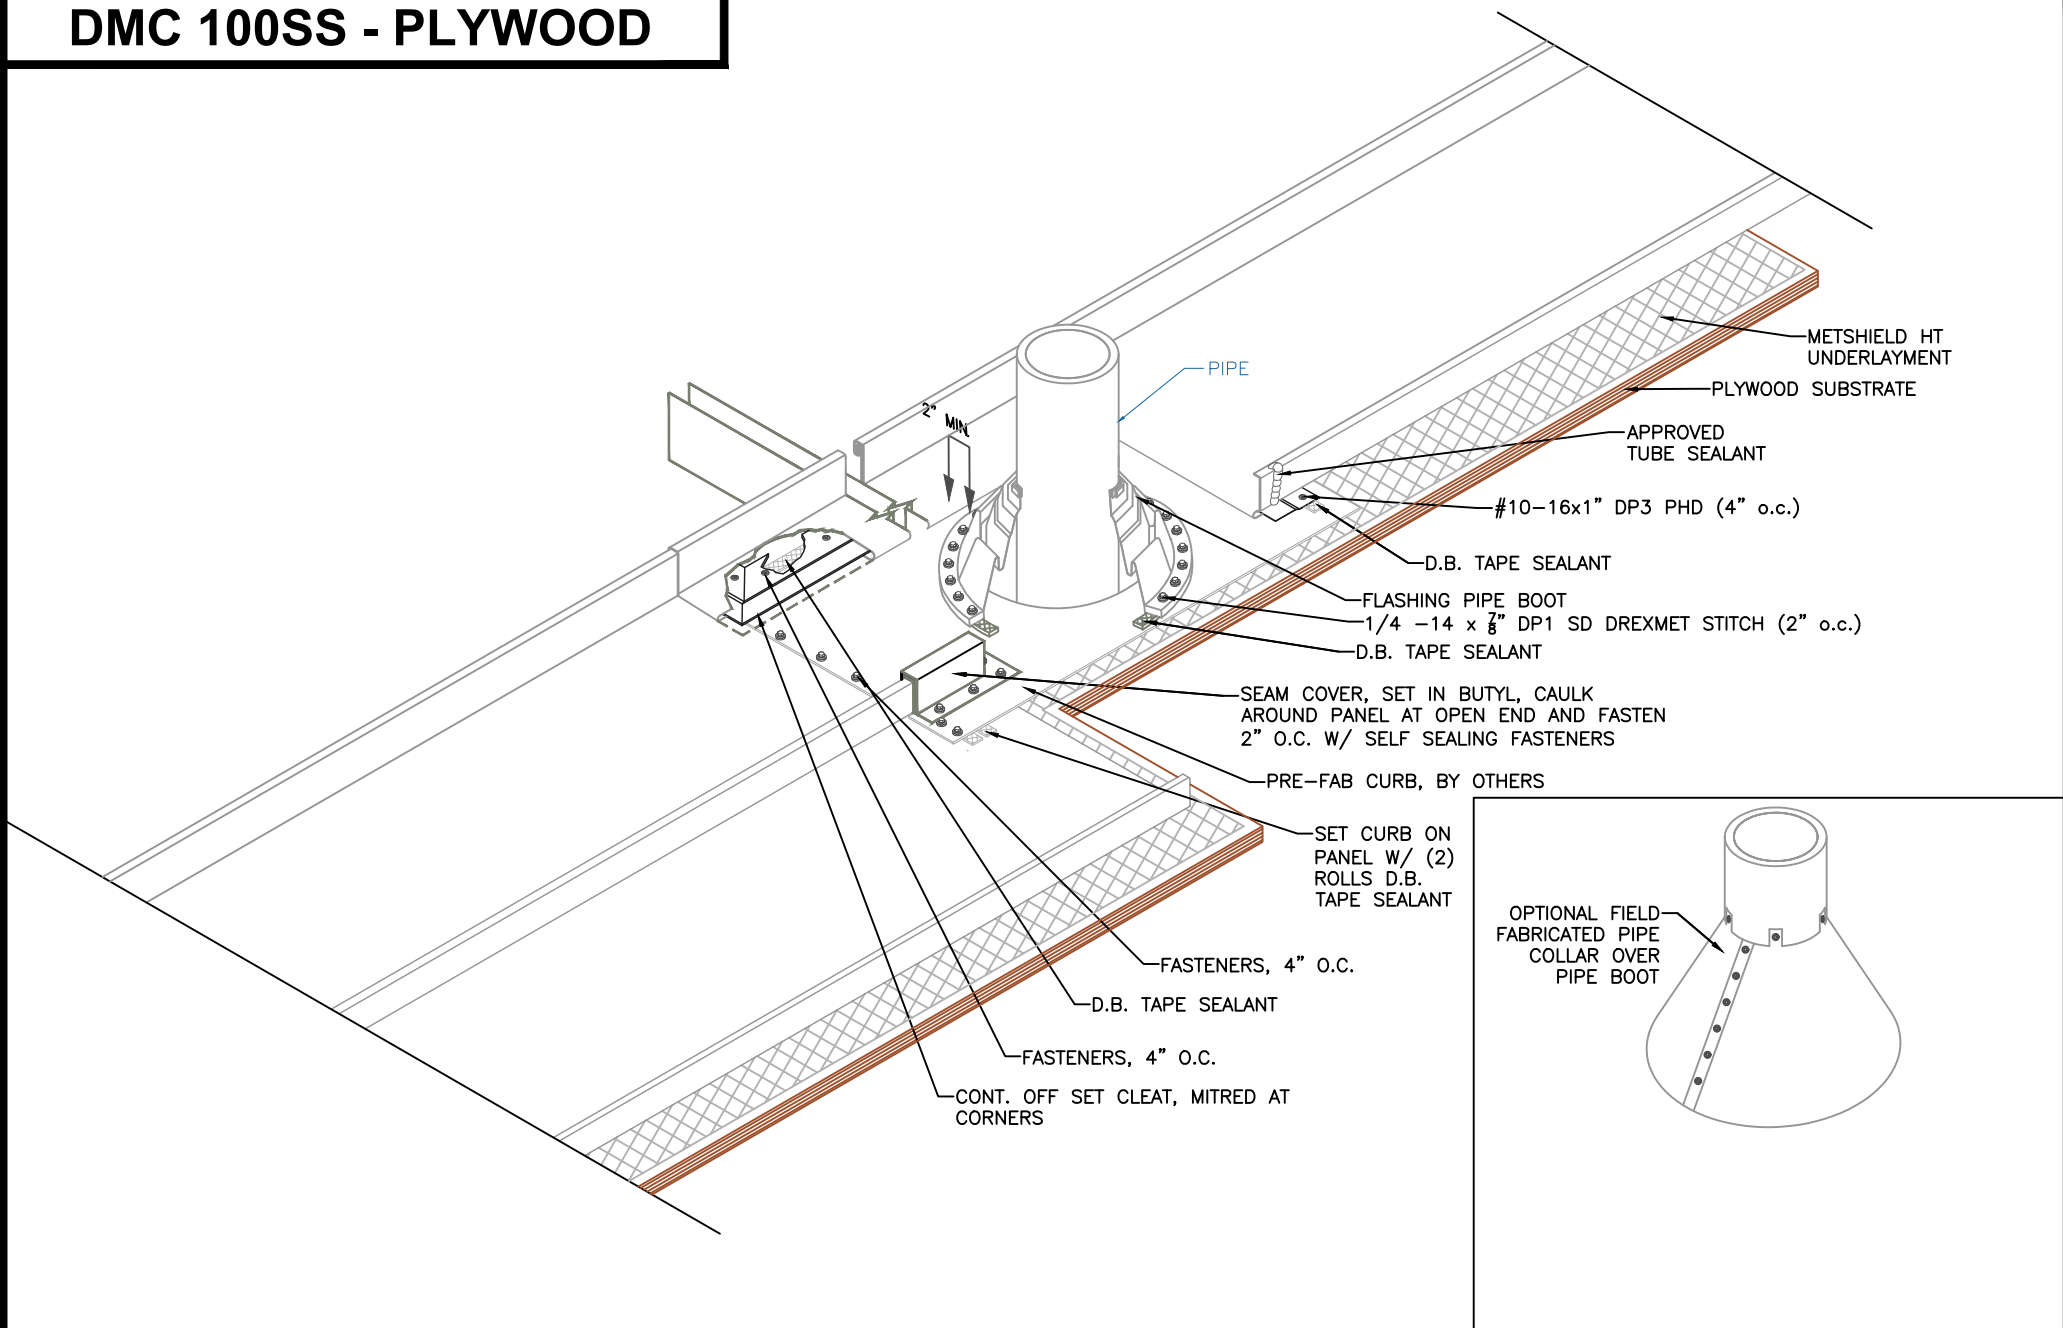 DMC 100SS - PLYWOOD
2" MIN.
PIPE
METSHIELD HT
UNDERLAYMENT
PLYWOOD SUBSTRATE
APPROVED
TUBE SEALANT
#10-16x1" DP3 PHD (4" o.c.)
D.B. TAPE SEALANT
FLASHING PIPE BOOT
1/4 -14 x 7/8" DP1 SD DREXMET STITCH (2" o.c.)
D.B. TAPE SEALANT
SEAM COVER, SET IN BUTYL, CAULK
AROUND PANEL AT OPEN END AND FASTEN
2" O.C. W/ SELF SEALING FASTENERS
PRE-FAB CURB, BY OTHERS
SET CURB ON
PANEL W/ (2)
ROLLS D.B.
TAPE SEALANT
FASTENERS, 4" O.C.
D.B. TAPE SEALANT
FASTENERS, 4" O.C.
CONT. OFF SET CLEAT, MITRED AT
CORNERS
OPTIONAL FIELD
FABRICATED PIPE
COLLAR OVER
PIPE BOOT